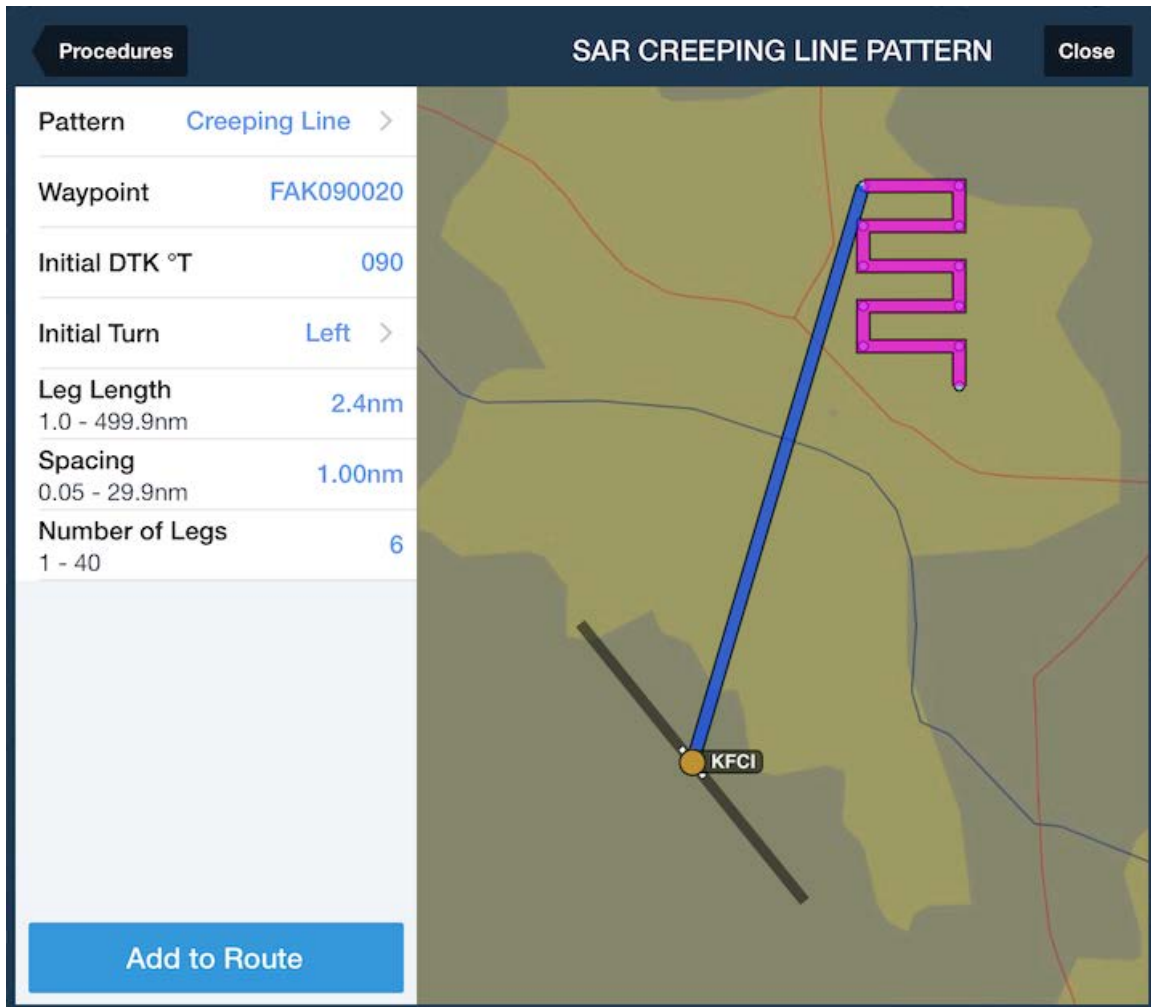 Procedures
SAR CREEPING LINE PATTERN
Close
Pattern Creeping Line
Waypoint FAK090020
Initial DTK °T 090
Initial Turn Left
Leg Length
1.0 - 499.9nm
2.4nm
Spacing
0.05 - 29.9nm
1.00nm
Number of Legs
1 - 40
6
KFCI
Add to Route